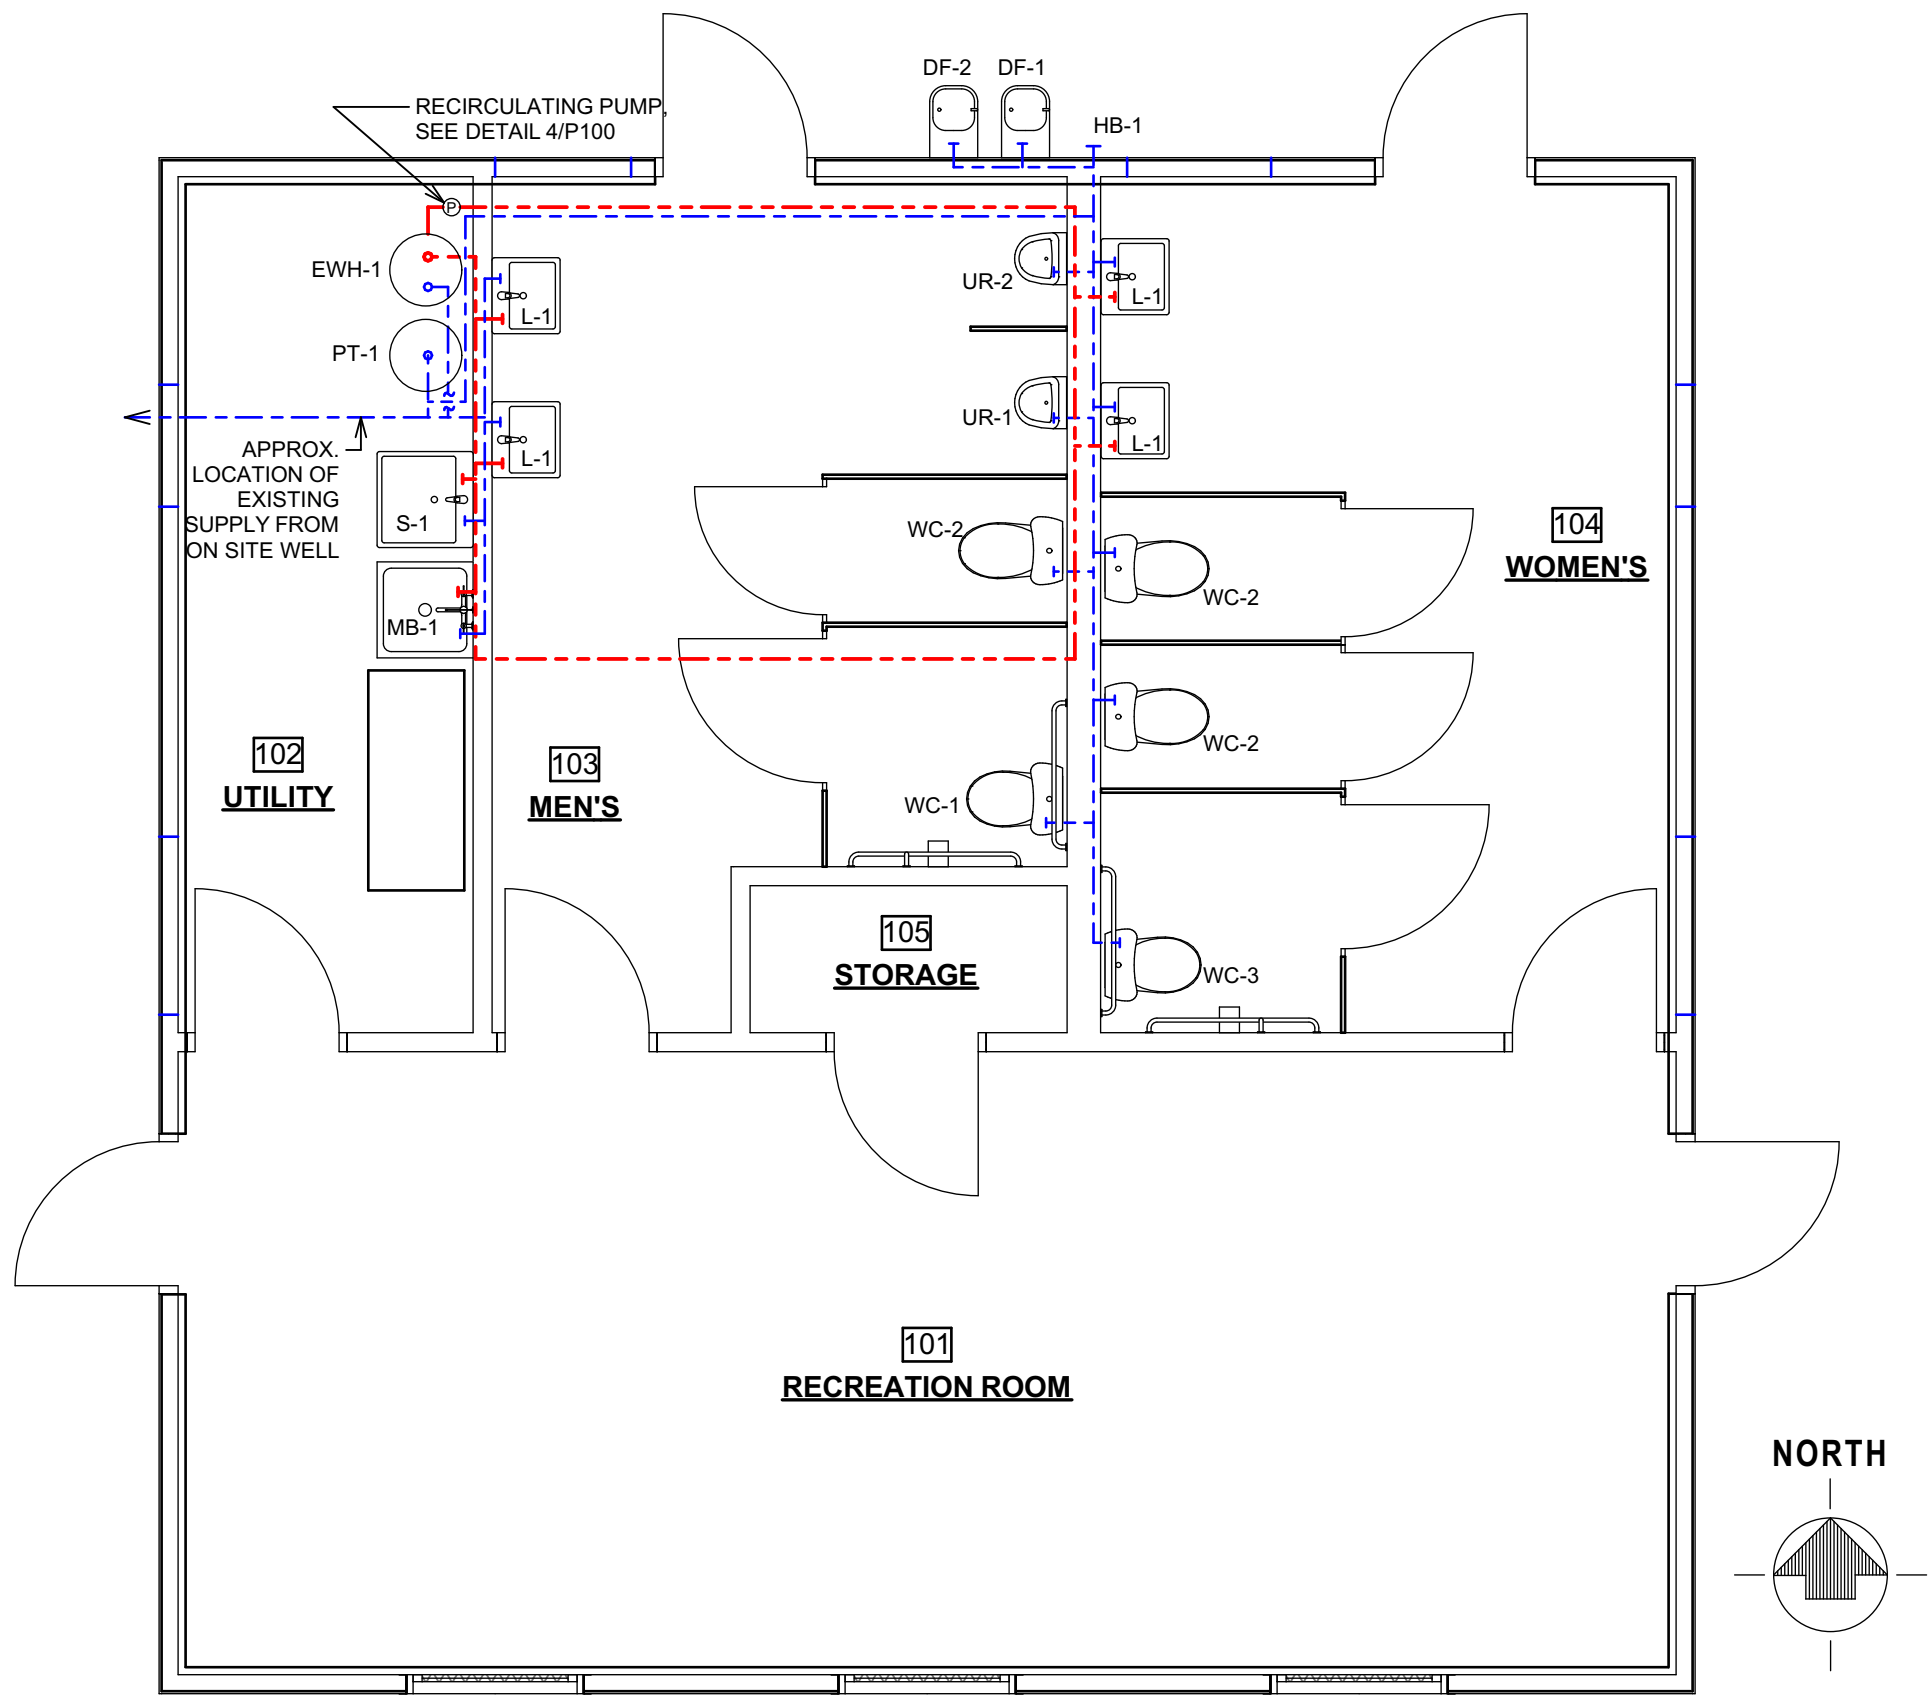 DF-2 DF-1
RECIRCULATING PUMP,
SEE DETAIL 4/P100
HB-1
P
EWH-1
UR-2
L-1
L-1
PT-1
UR-1
L-1
L-1
APPROX.
LOCATION OF
EXISTING
SUPPLY FROM
ON SITE WELL
S-1
WC-2
104
WOMEN'S
WC-2
MB-1
WC-2
102
UTILITY
103
MEN'S
WC-1
105
STORAGE
WC-3
101
RECREATION ROOM
NORTH